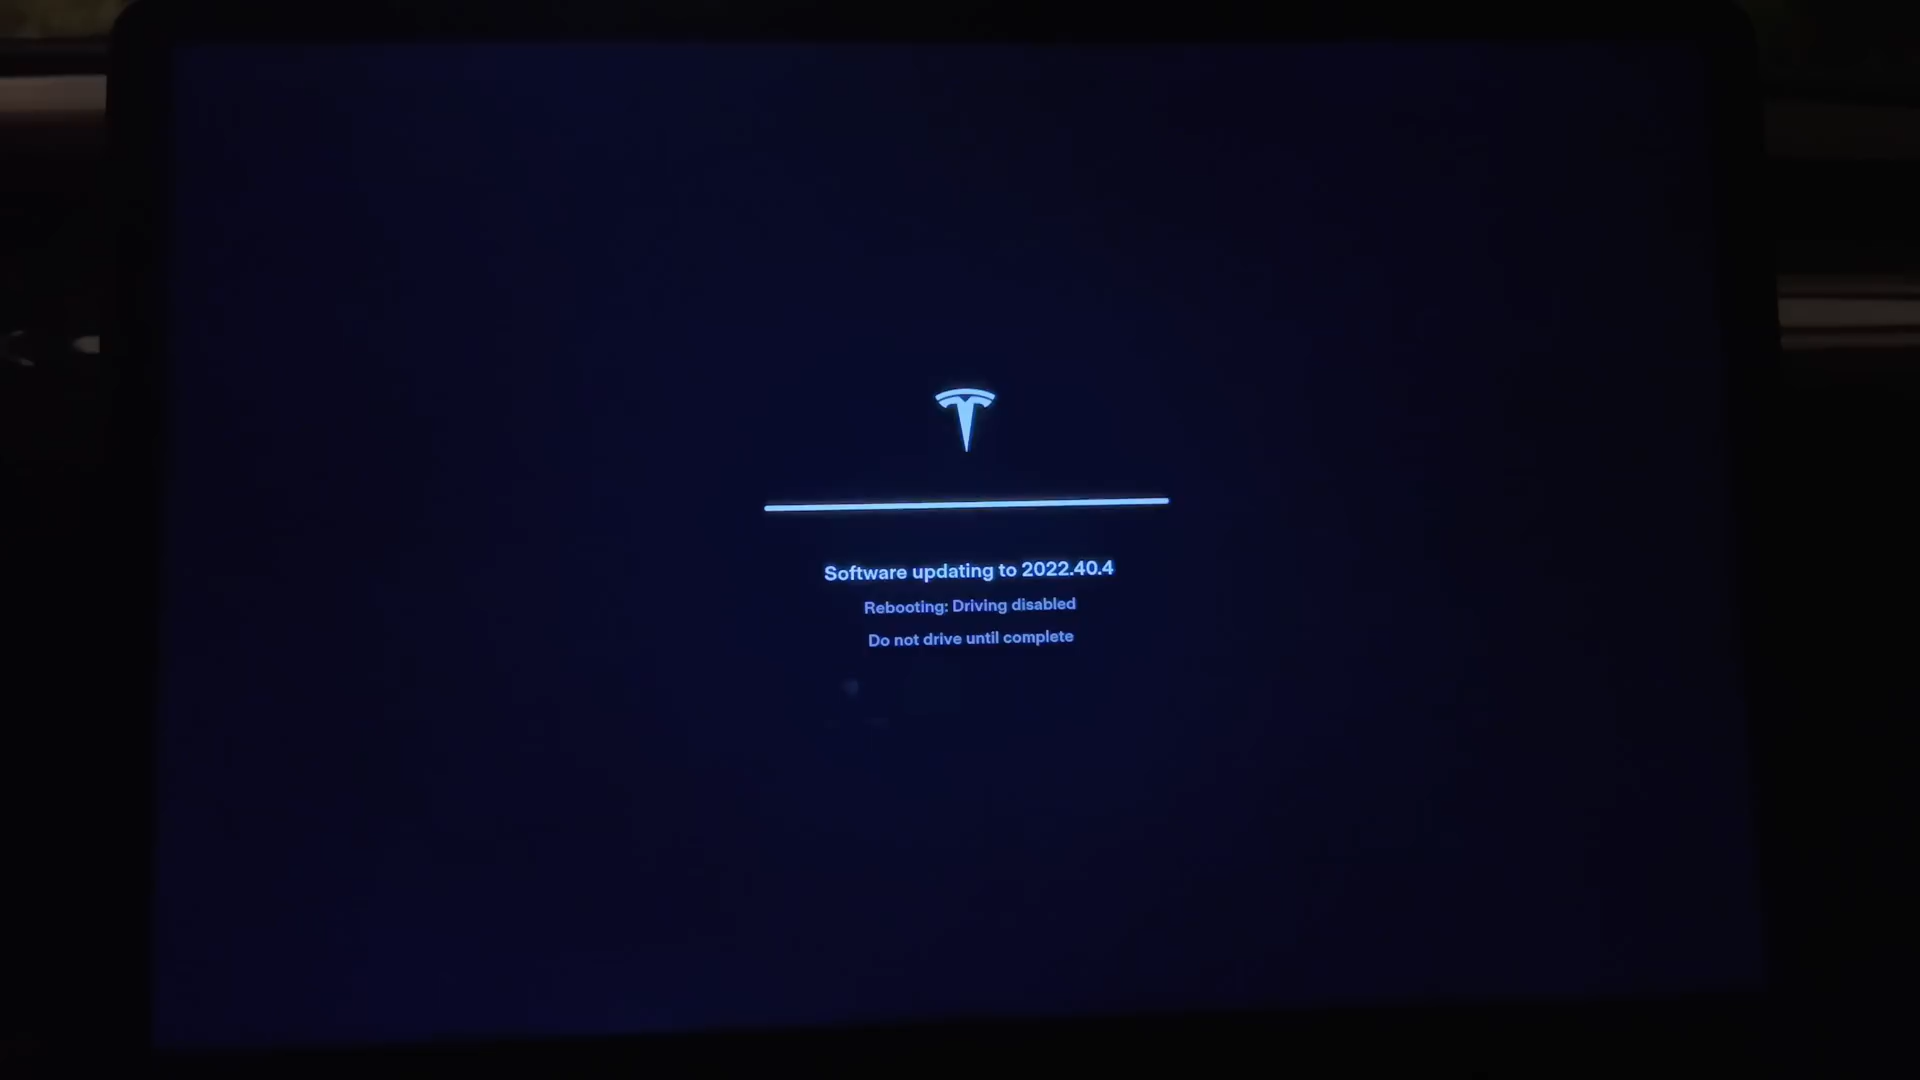 Software updating to 2022.40.4
Rebooting: Driving disabled
Do not drive until complete